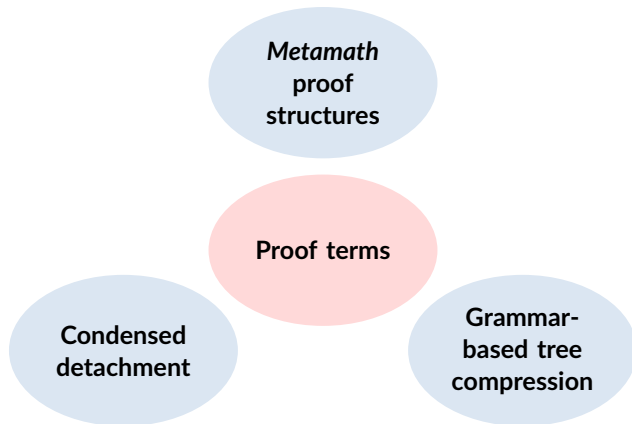 Metamath
proof
structures
Proof terms
Condensed
detachment
Grammar-
based tree
compression